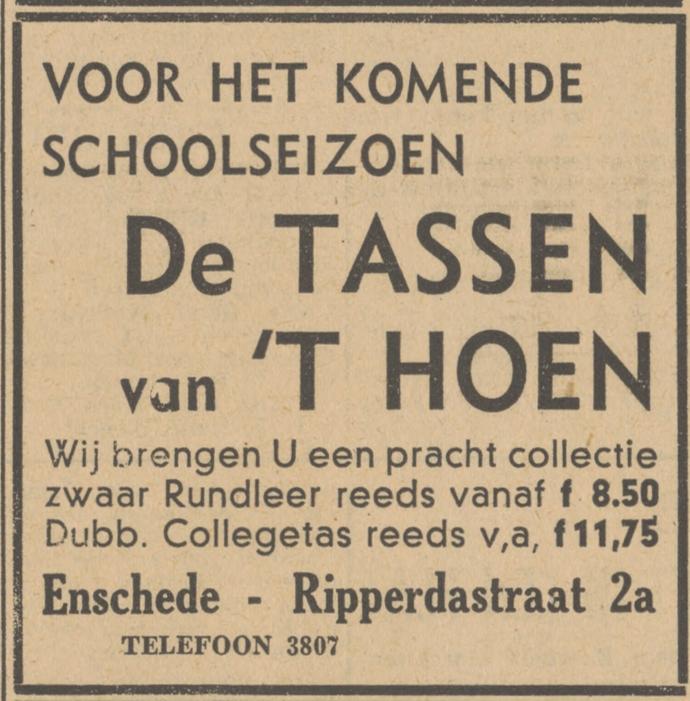 VOOR HET KOMENDE
SCHOOLSEIZOEN
De TASSEN
van 'T HOEN
Wij brengen U een pracht collectie
zwaar Rundleer reeds vanaf f 8.50
Dubb. Collegetas reeds v,a, f 11,75
Enschede - Ripperdastraat 2a
TELEFOON 3807